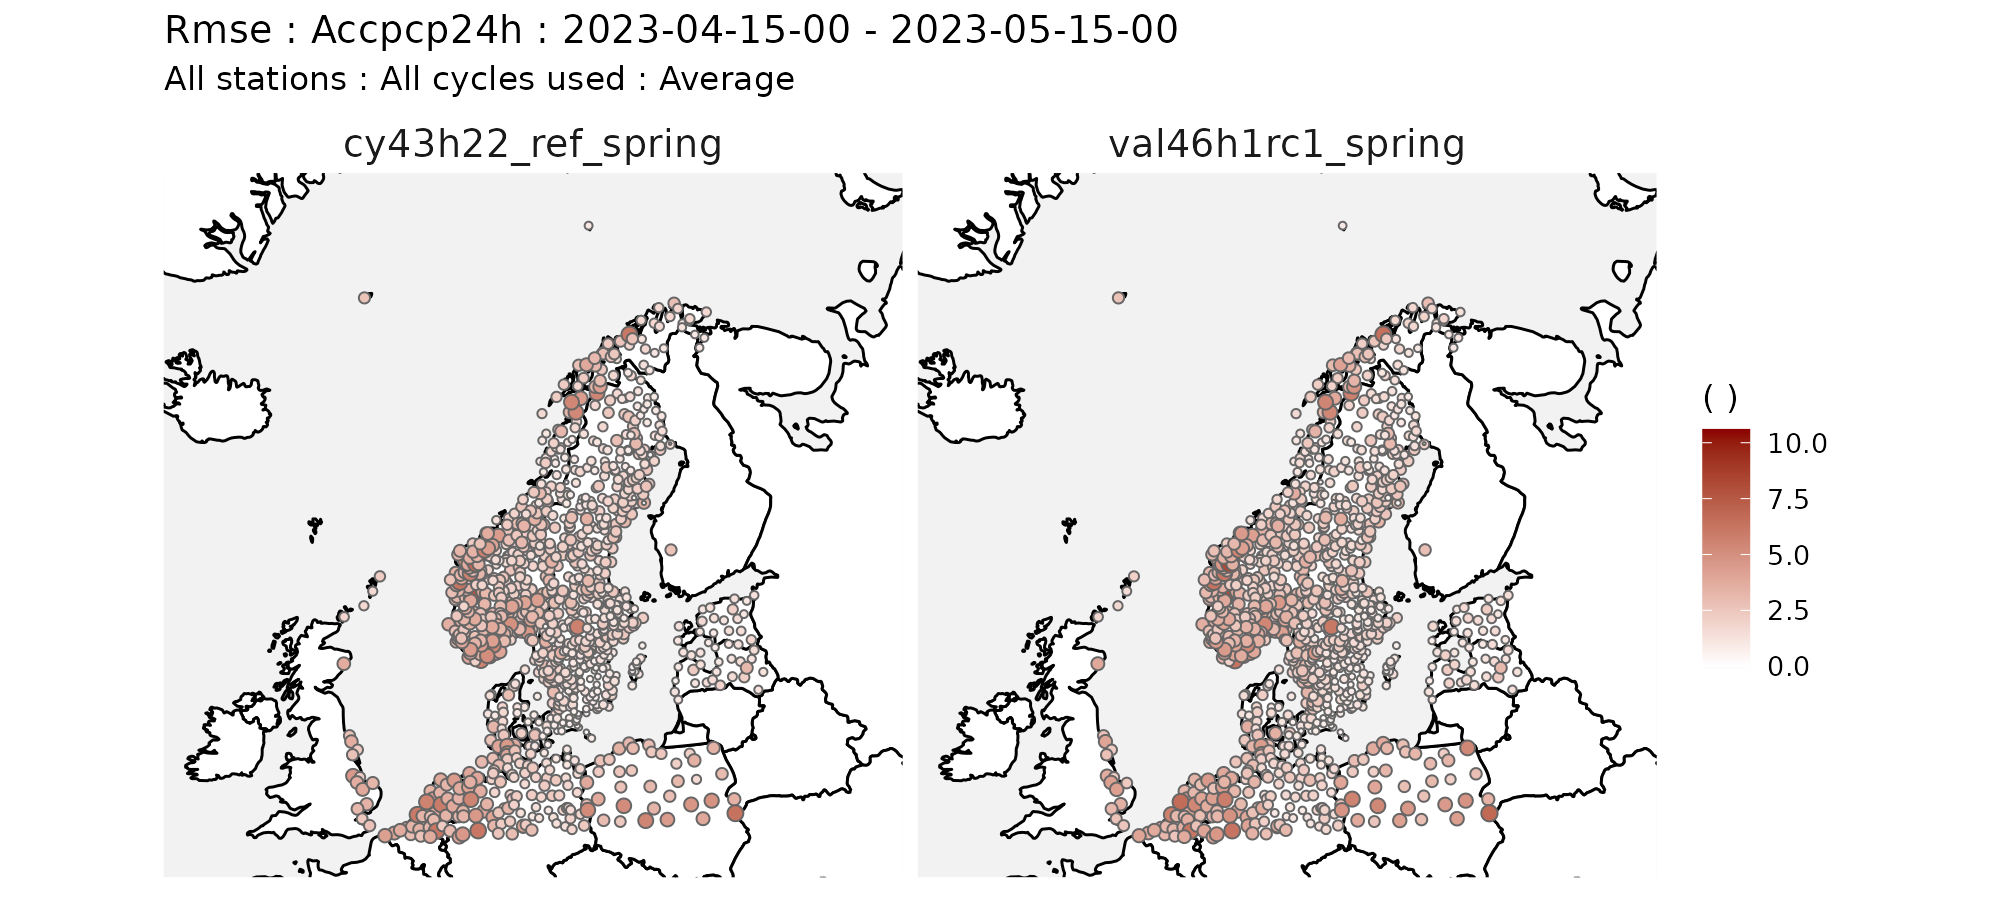 Rmse : Accpcp24h : 2023-04-15-00 - 2023-05-15-00
All stations : All cycles used : Average
cy43h22_ref_spring
val46h1rc1_spring
( )
10.0
7.5
5.0
2.5
0.0